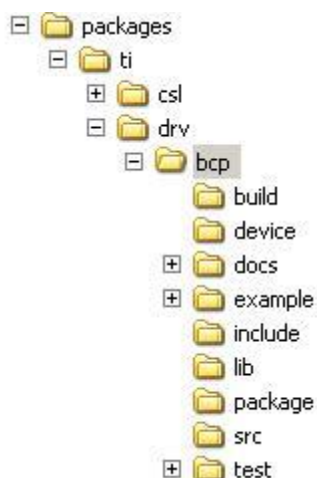 packages
ti
csl
drv
bcp
build
device
docs
example
include
lib
package
src
test